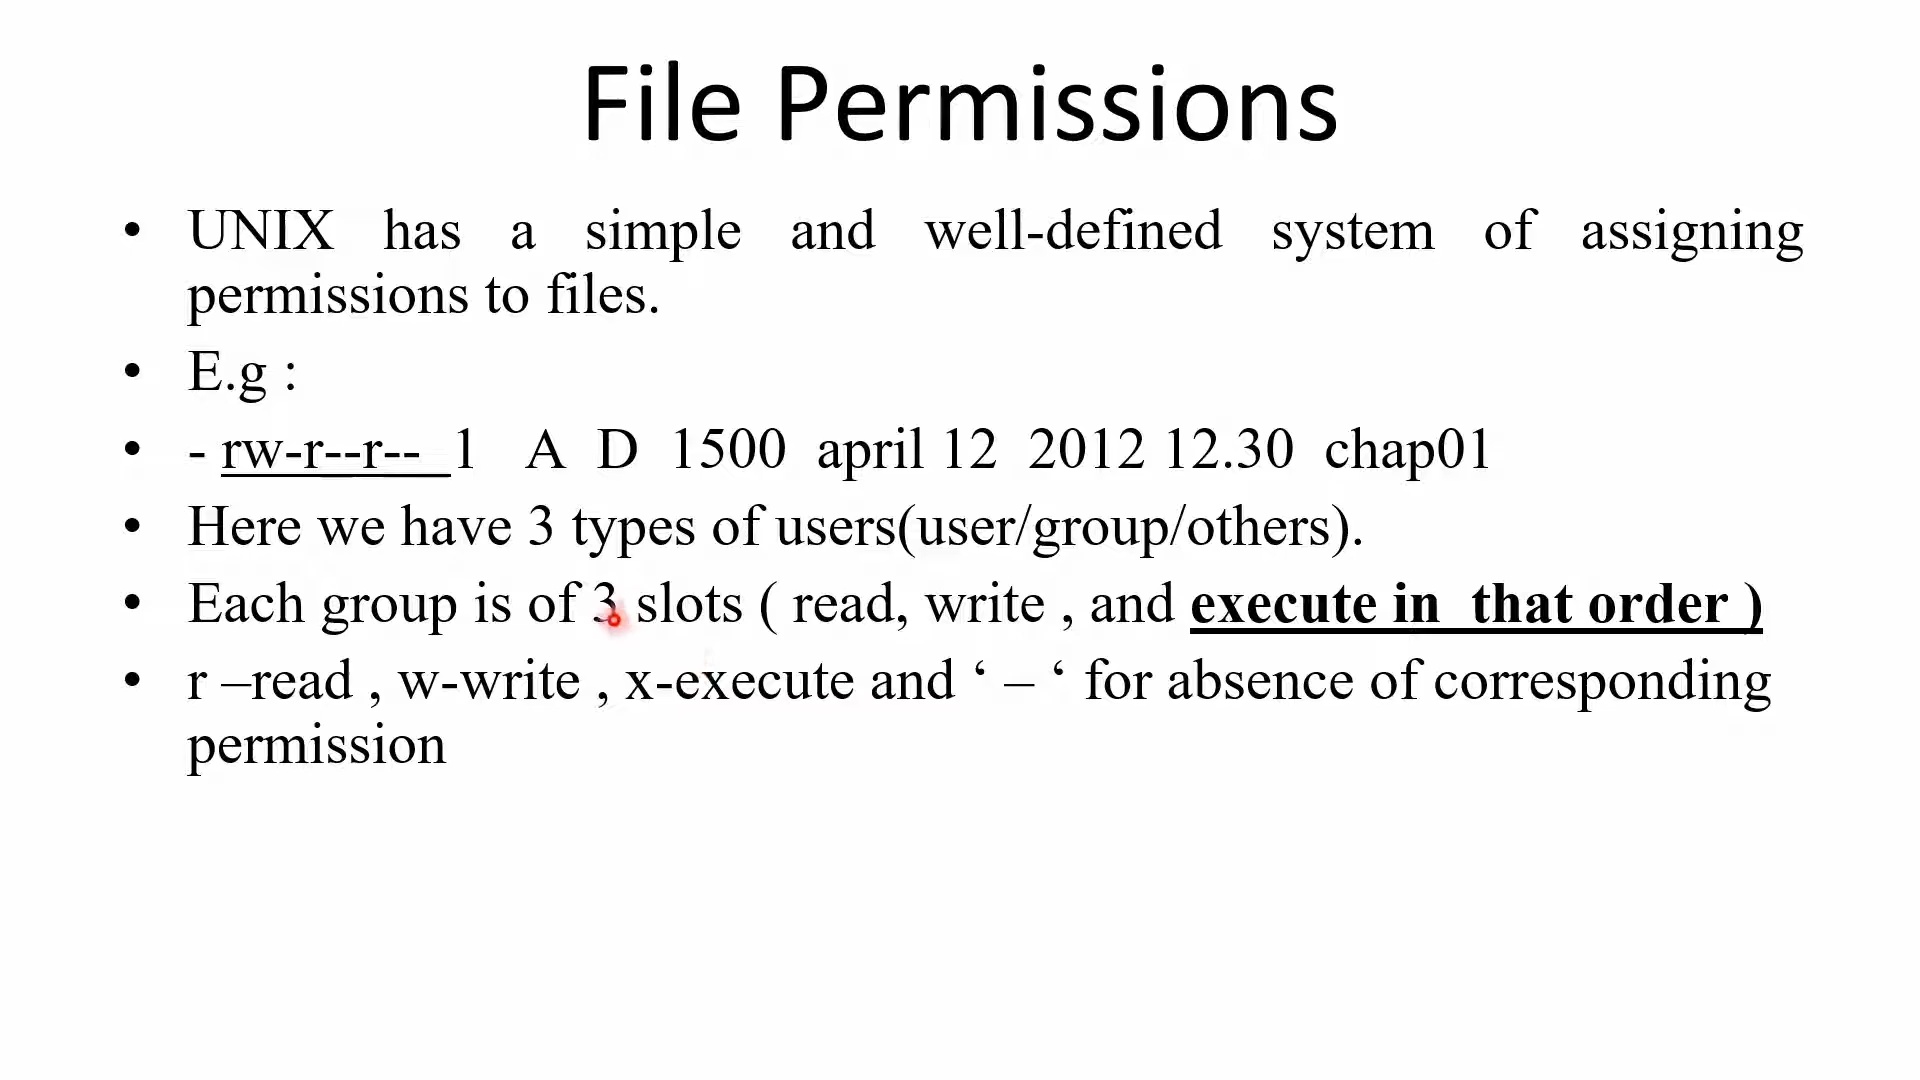 File Permissions
• UNIX has a simple and well-defined system of assigning
permissions to files.
• E.g :
• - rw-r--r-- 1 A D 1500 april 12 2012 12.30 chap01
• Here we have 3 types of users(user/group/others).
• Each group is of 3 slots ( read, write , and execute in that order )
• r –read , w-write , x-execute and ‘ – ‘ for absence of corresponding
permission